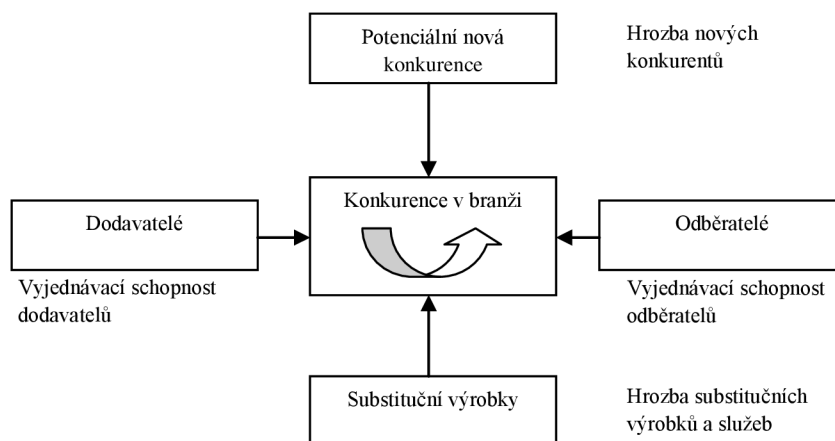 Potenciální nová
konkurence
Hrozba nových
konkurentů
Konkurence v branži
Dodavatelé
Odběratelé
Vyjednávací schopnost
dodavatelů
Vyjednávací schopnost
odběratelů
Substituční výrobky
Hrozba substitučních
výrobků a služeb